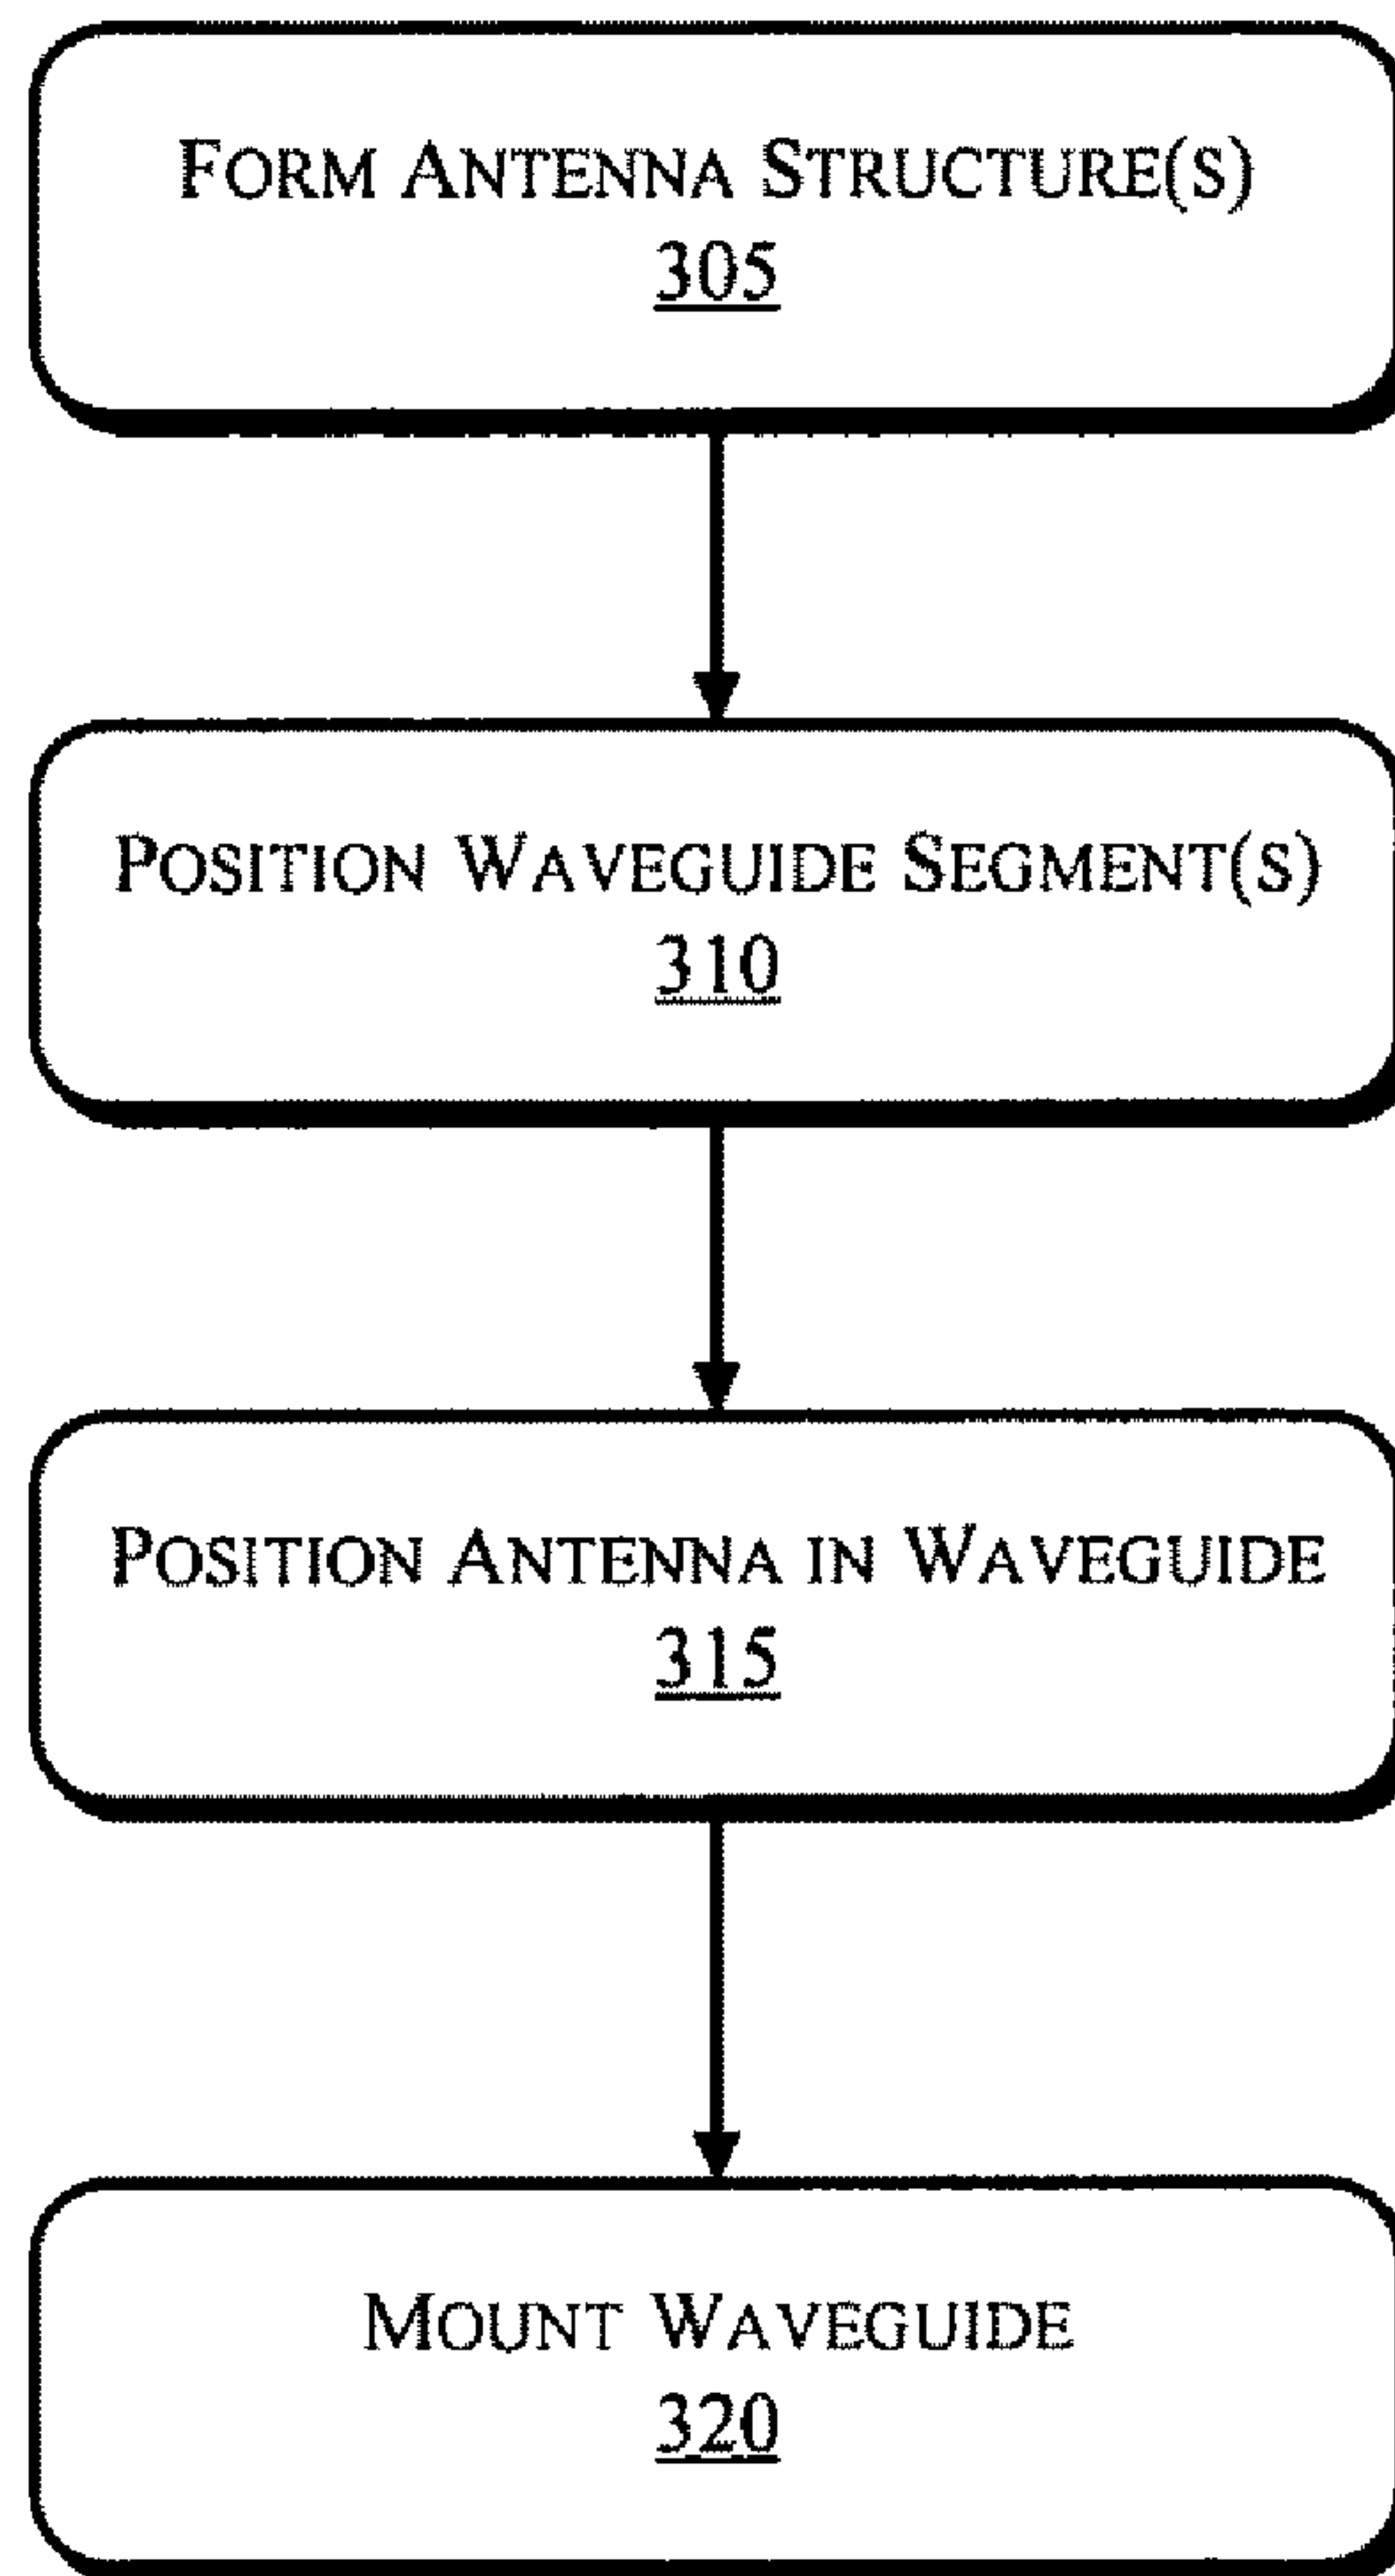 FORM ANTENNA STRUCTURE(S)
305
POSITION WAVEGUIDE SEGMENT(S)
310
POSITION ANTENNA IN WAVEGUIDE
315
MOUNT WAVEGUIDE
320